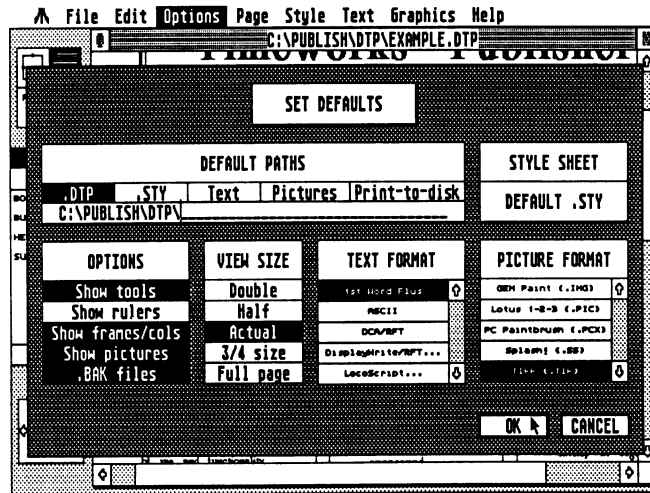 File Edit Options Page Style Text Graphics Help
C:\PUBLISH\DTP\EXAMPLE.DTP
Timeworks Publisher
SET DEFAULTS
DEFAULT PATHS
.DTP .STY Text Pictures Print-to-disk
C:\PUBLISH\DTP\
STYLE SHEET
DEFAULT .STY
OPTIONS
Show tools
Show rulers
Show frames/cols
Show pictures
.BAK files
VIEW SIZE
Double
Half
Actual
3/4 size
Full page
TEXT FORMAT
1st Word Plus
ASCII
DCA/RFT
DisplayWrite/RFT...
LocoScript...
PICTURE FORMAT
GEM Paint (.IMG)
Lotus 1-2-3 (.PIC)
PC Paintbrush (.PCX)
Splash! (.SS)
TIFF (.TIF)
OK CANCEL